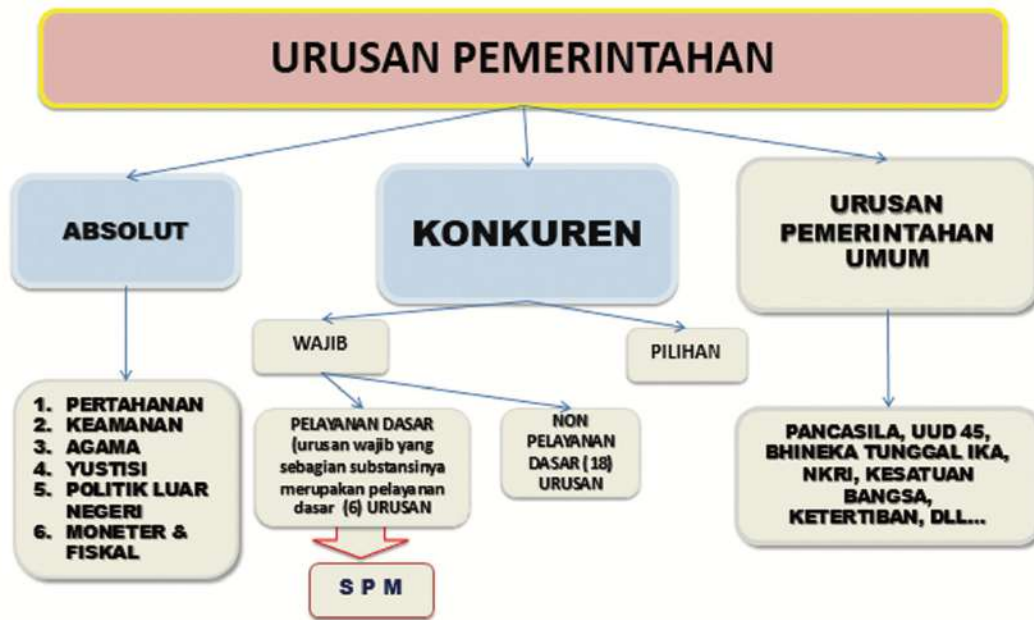 URUSAN PEMERINTAHAN
ABSOLUT
KONKUREN
URUSAN
PEMERINTAHAN
UMUM
WAJIB
PILIHAN
1. PERTAHANAN
2. KEAMANAN
3. AGAMA
4. YUSTISI
5. POLITIK LUAR
NEGERI
6. MONETER &
FISKAL
PELAYANAN DASAR
(urusan wajib yang
sebagian substansinya
merupakan pelayanan
dasar (6) URUSAN
NON
PELAYANAN
DASAR (18)
URUSAN
PANCASILA, UUD 45,
BHINEKA TUNGGAL IKA,
NKRI, KESATUAN
BANGSA,
KETERTIBAN, DLL...
S P M